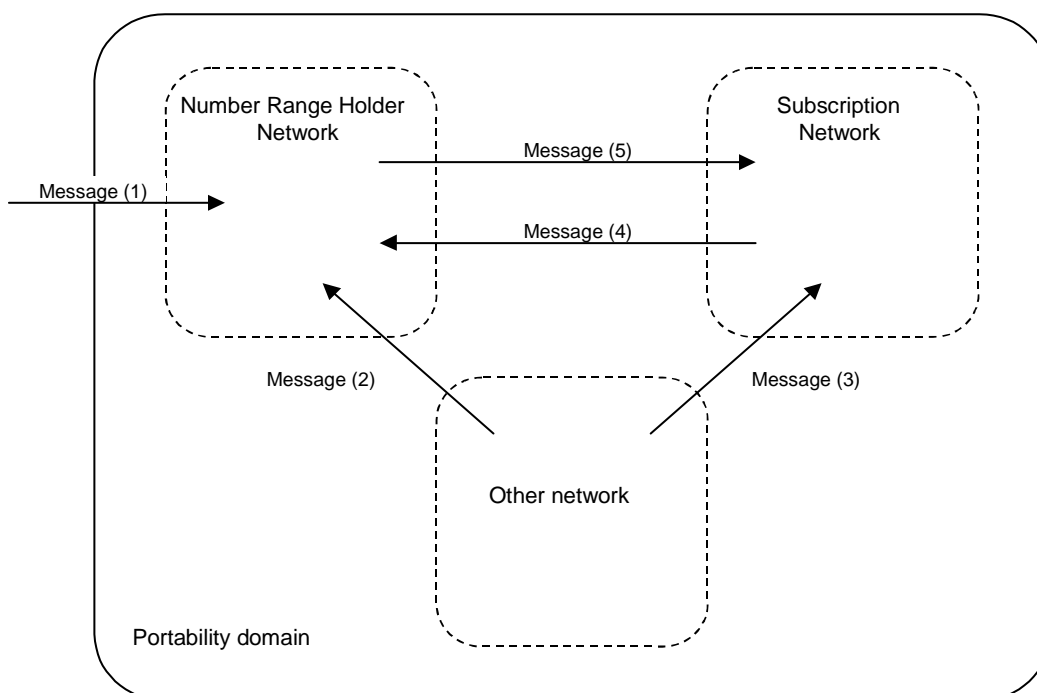 Number Range Holder
Network
Subscription
Network
Message (5)
Message (1)
Message (4)
Message (2)
Message (3)
Other network
Portability domain